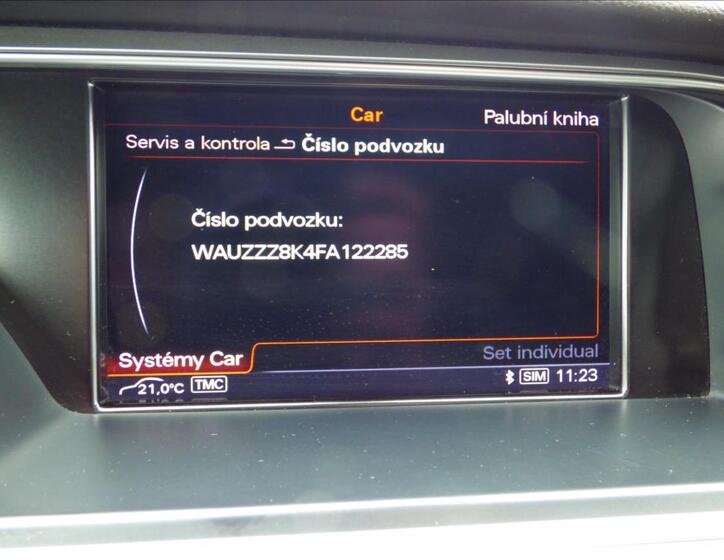 Car
Palubní kniha
Servis a kontrola Číslo podvozku
Číslo podvozku:
WAUZZZ8K4FA122285
Systémy Car
Set individual
21,0°C TMC
SIM 11:23